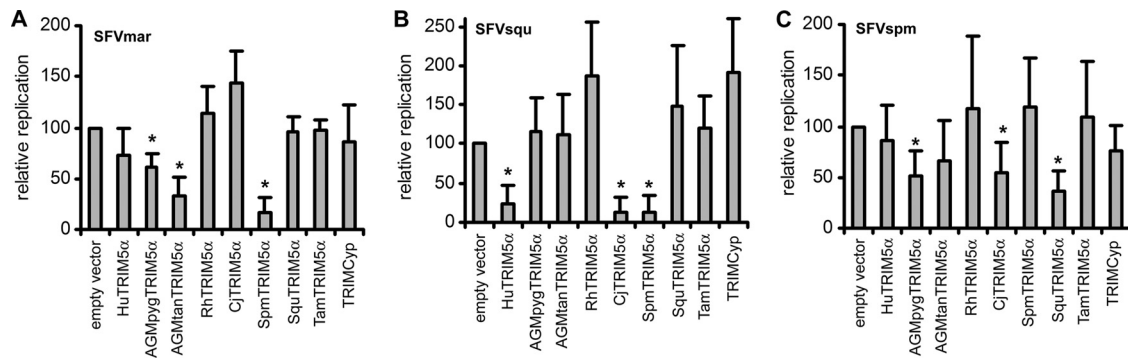 A
SFVmar
relative replication
200
150
100
50
0
*
*
*
empty vector
HuTRIM5α
AGMpygTRIM5α
AGMtanTRIM5α
RhTRIM5α
CjTRIM5α
SpmTRIM5α
SquTRIM5α
TamTRIM5α
TRIMCyp
B
SFVsqu
relative replication
250
200
150
100
50
0
*
*
*
empty vector
HuTRIM5α
AGMpygTRIM5α
AGMtanTRIM5α
RhTRIM5α
CjTRIM5α
SpmTRIM5α
SquTRIM5α
TamTRIM5α
TRIMCyp
C
SFVspm
relative replication
200
150
100
50
0
*
*
*
empty vector
HuTRIM5α
AGMpygTRIM5α
AGMtanTRIM5α
RhTRIM5α
CjTRIM5α
SpmTRIM5α
SquTRIM5α
TamTRIM5α
TRIMCyp